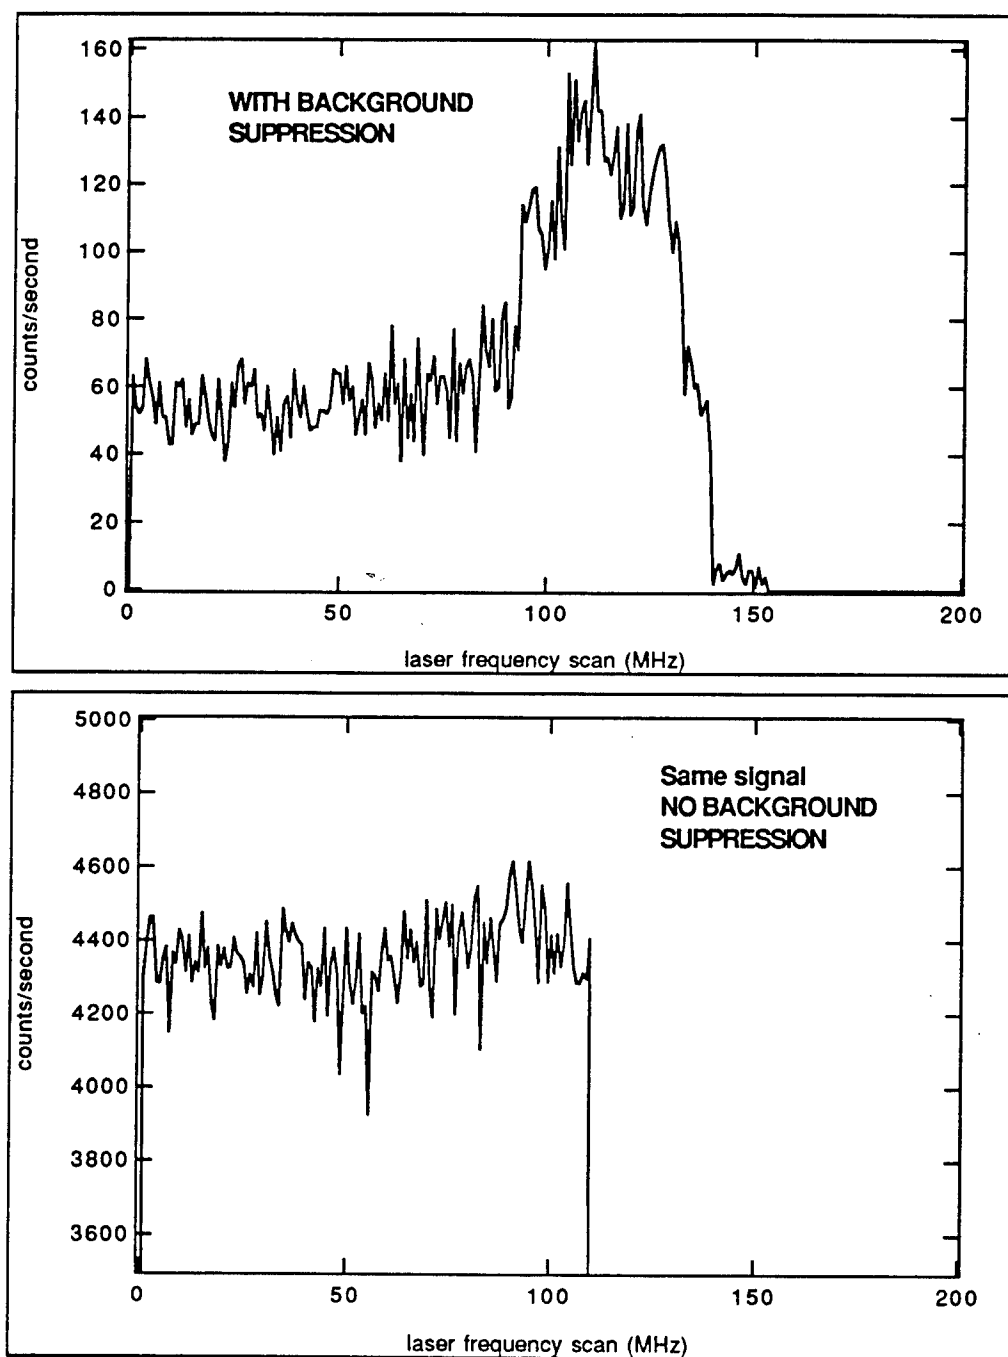 160
140
120
100
80
60
40
20
0
counts/second
WITH BACKGROUND
SUPPRESSION
0 50 100 150 200
laser frequency scan (MHz)
5000
4800
4600
4400
4200
4000
3800
3600
counts/second
Same signal
NO BACKGROUND
SUPPRESSION
0 50 100 150 200
laser frequency scan (MHz)